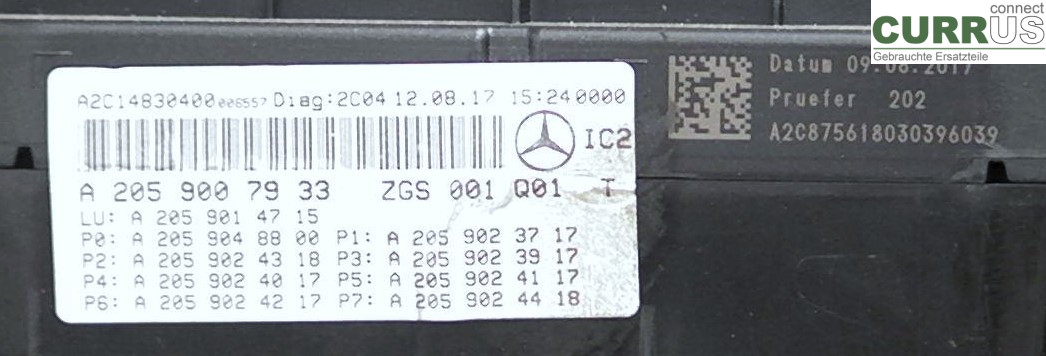 connect
CURRUS
Gebrauchte Ersatzteile
Datum 09.08.2017
Pruefer 202
A2C875618030396039
A2C14830400006557 Diag:2C04 12.08.17 15:240000
IC2
A 205 900 79 33 ZGS 001 Q01 T
LU: A 205 901 47 15
P0: A 205 904 88 00 P1: A 205 902 37 17
P2: A 205 902 43 18 P3: A 205 902 39 17
P4: A 205 902 40 17 P5: A 205 902 41 17
P6: A 205 902 42 17 P7: A 205 902 44 18